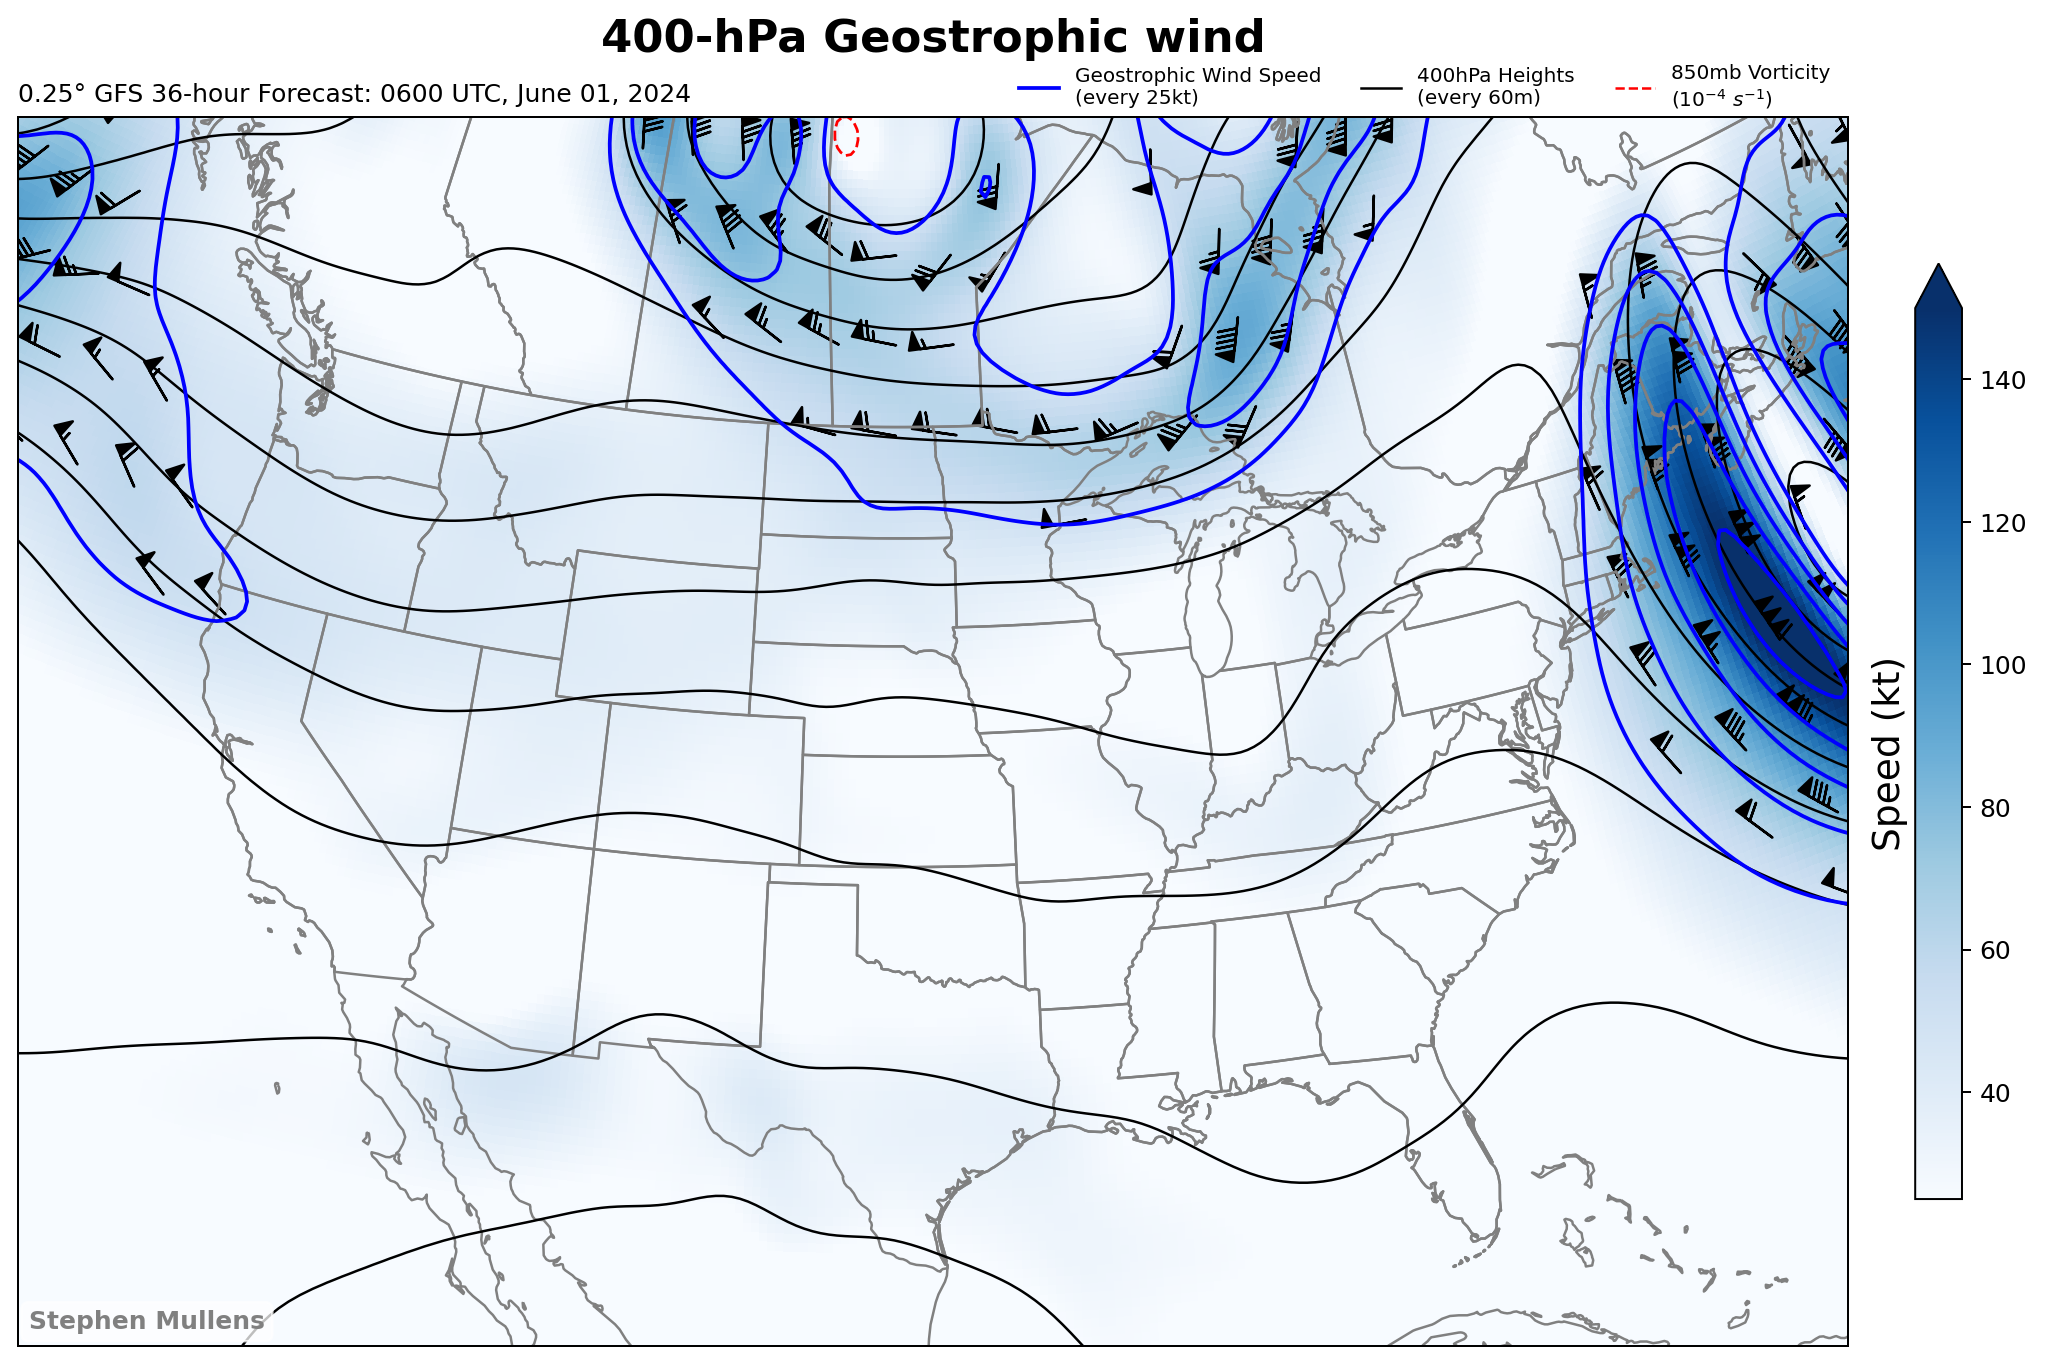 400-hPa Geostrophic wind
0.25° GFS 36-hour Forecast: 0600 UTC, June 01, 2024
Geostrophic Wind Speed
(every 25kt)
400hPa Heights
(every 60m)
850mb Vorticity
(10⁻⁴ s⁻¹)
140
120
100
80
60
40
Speed (kt)
Stephen Mullens